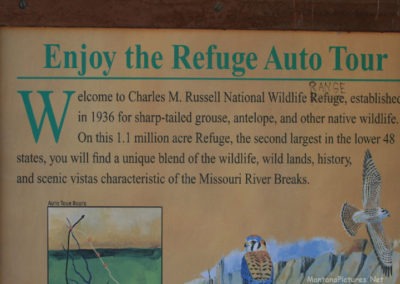 Enjoy the Refuge Auto Tour
RANGE
Welcome to Charles M. Russell National Wildlife Refuge, established
in 1936 for sharp-tailed grouse, antelope, and other native wildlife.
On this 1.1 million acre Refuge, the second largest in the lower 48
states, you will find a unique blend of the wildlife, wild lands, history,
and scenic vistas characteristic of the Missouri River Breaks.
Auto Tour Route
MontanaPictures.Net